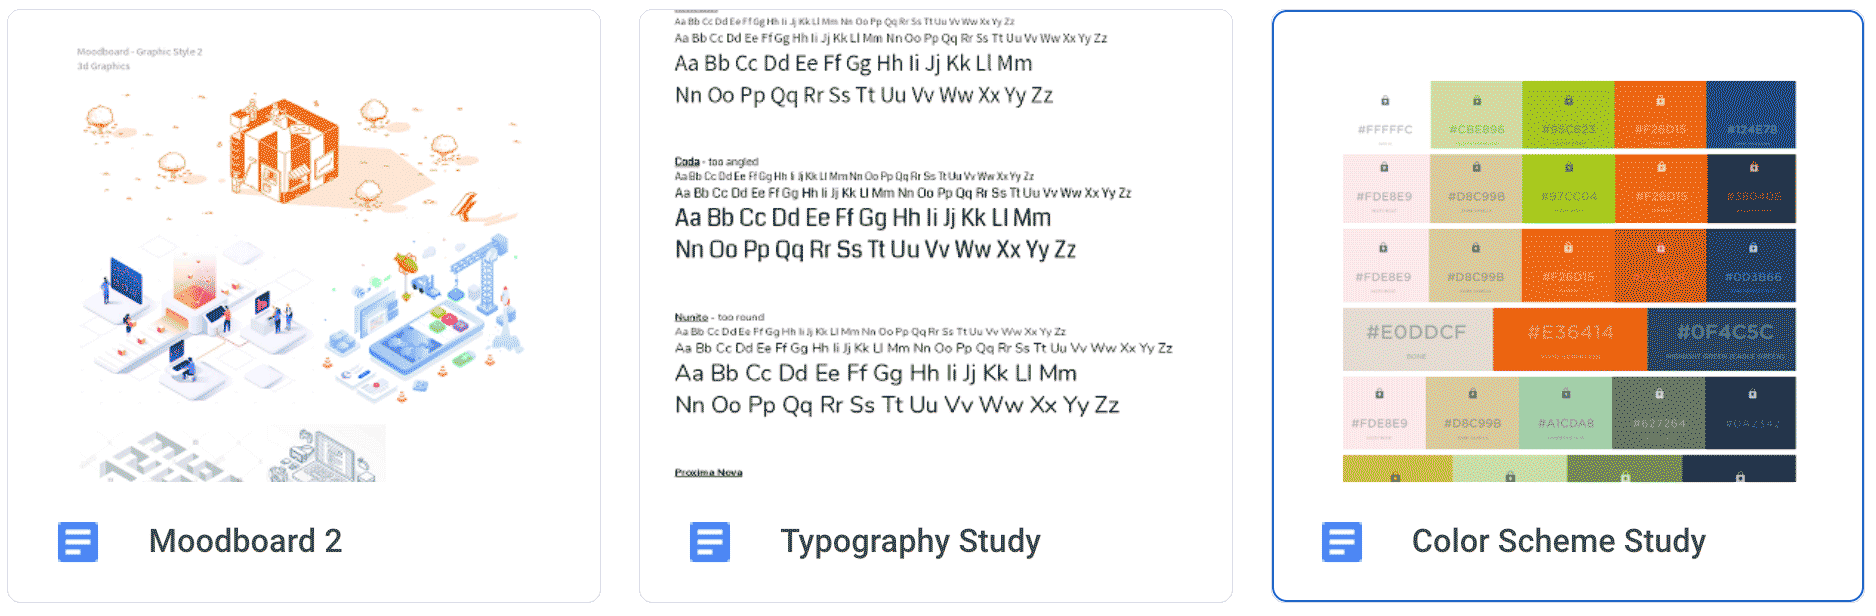 Moodboard - Graphic Style 2
3d Graphics
Moodboard 2
Aa Bb Cc Dd Ee Ff Gg Hh Ii Jj Kk Ll Mm Nn Oo Pp Qq Rr Ss Tt Uu Vv Ww Xx Yy Zz
Aa Bb Cc Dd Ee Ff Gg Hh Ii Jj Kk Ll Mm Nn Oo Pp Qq Rr Ss Tt Uu Vv Ww Xx Yy Zz
Aa Bb Cc Dd Ee Ff Gg Hh Ii Jj Kk Ll Mm
Nn Oo Pp Qq Rr Ss Tt Uu Vv Ww Xx Yy Zz
Coda - too angled
Aa Bb Cc Dd Ee Ff Gg Hh Ii Jj Kk Ll Mm Nn Oo Pp Qq Rr Ss Tt Uu Vv Ww Xx Yy Zz
Aa Bb Cc Dd Ee Ff Gg Hh Ii Jj Kk Ll Mm Nn Oo Pp Qq Rr Ss Tt Uu Vv Ww Xx Yy Zz
Aa Bb Cc Dd Ee Ff Gg Hh Ii Jj Kk Ll Mm
Nn Oo Pp Qq Rr Ss Tt Uu Vv Ww Xx Yy Zz
Nunito - too round
Aa Bb Cc Dd Ee Ff Gg Hh Ii Jj Kk Ll Mm Nn Oo Pp Qq Rr Ss Tt Uu Vv Ww Xx Yy Zz
Aa Bb Cc Dd Ee Ff Gg Hh Ii Jj Kk Ll Mm Nn Oo Pp Qq Rr Ss Tt Uu Vv Ww Xx Yy Zz
Aa Bb Cc Dd Ee Ff Gg Hh Ii Jj Kk Ll Mm
Nn Oo Pp Qq Rr Ss Tt Uu Vv Ww Xx Yy Zz
Proxima Nova
Typography Study
#FFFFFC #CBE896 #F26D15 #124E78
#FDE8E9 #D8C99B #97CC04 #F26D15
#FDE8E9 #D8C99B #F26D15 #0D3B66
#E0DDCF #E36414 #0F4C5C
BONE MIDNIGHT GREEN (EAGLE GREEN)
#FDE8E9 #D8C99B #A1CDA8 #627264 #0A2342
Color Scheme Study